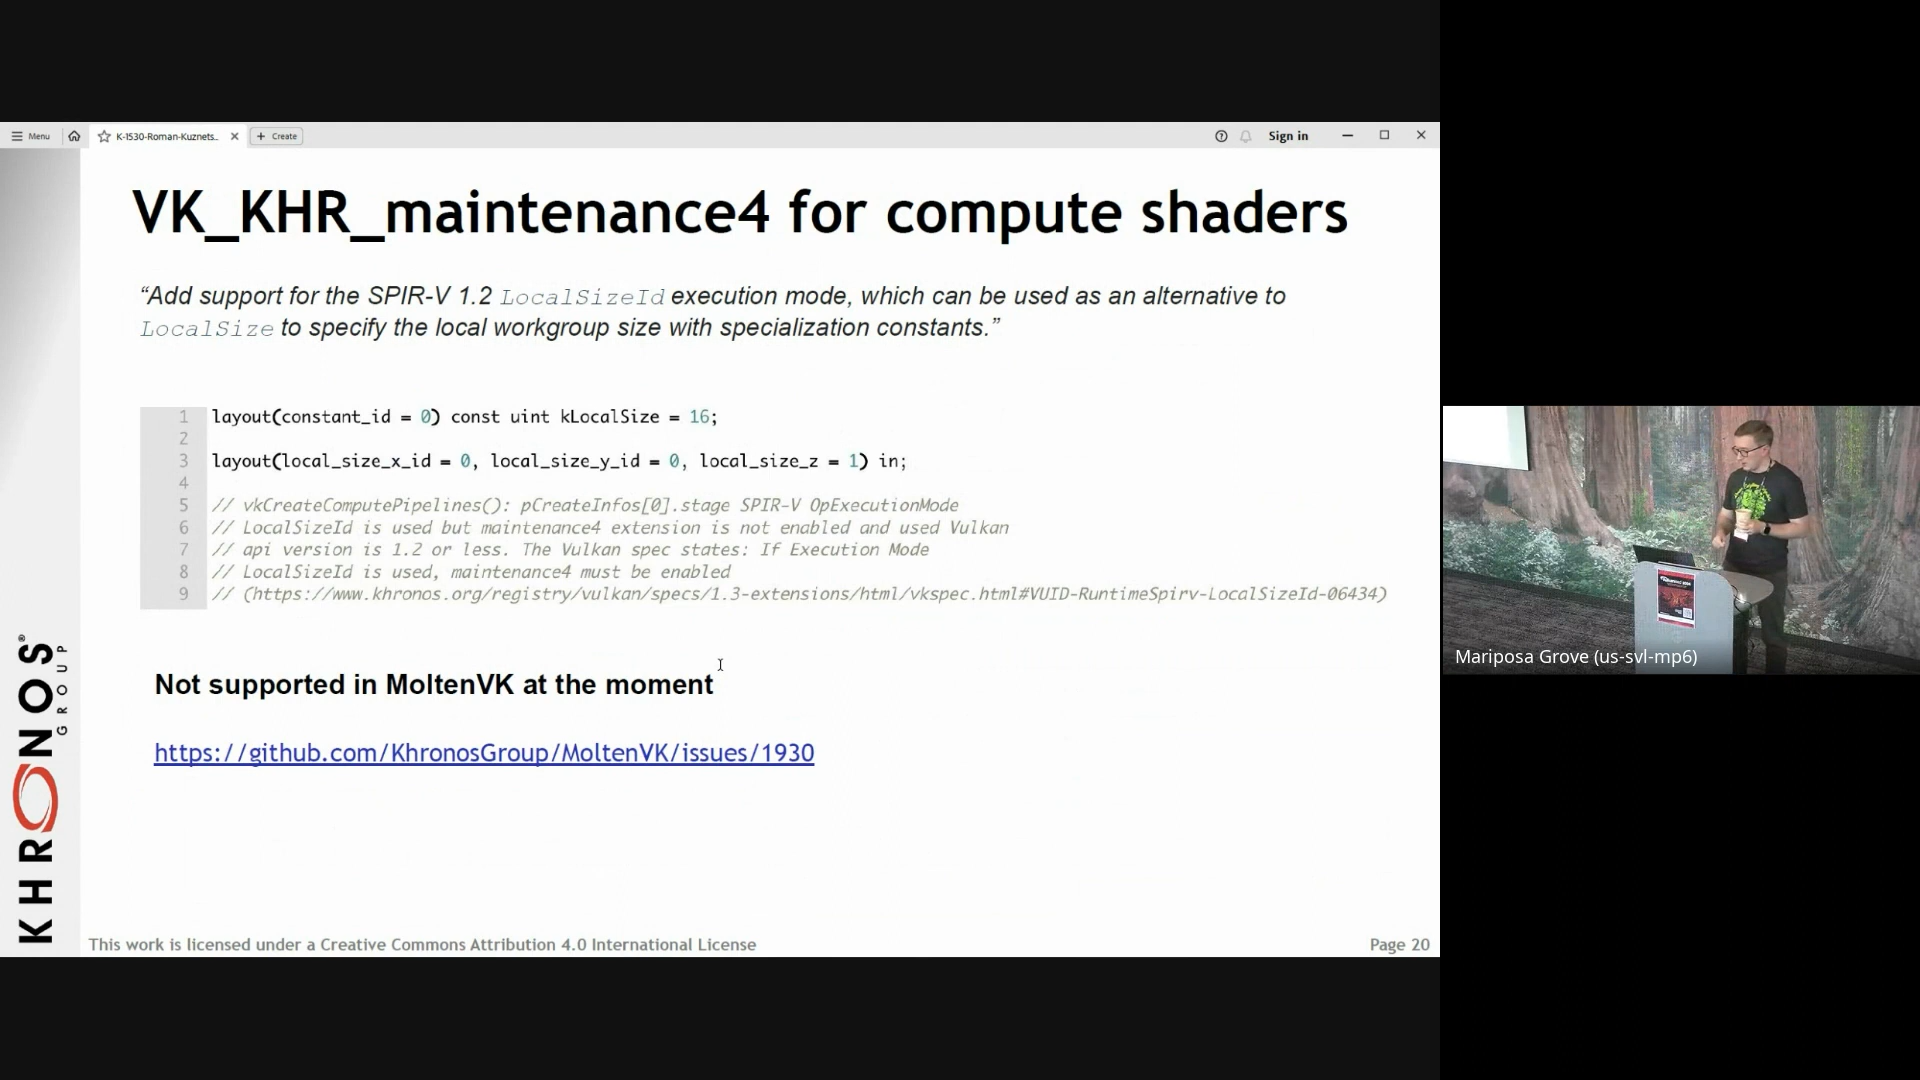 Menu
K-1530-Roman-Kuznets..
Create
Sign in
VK_KHR_maintenance4 for compute shaders
“Add support for the SPIR-V 1.2 LocalSizeId execution mode, which can be used as an alternative to
LocalSize to specify the local workgroup size with specialization constants.”
1 layout(constant_id = 0) const uint kLocalSize = 16;
2
3 layout(local_size_x_id = 0, local_size_y_id = 0, local_size_z = 1) in;
4
5 // vkCreateComputePipelines(): pCreateInfos[0].stage SPIR-V OpExecutionMode
6 // LocalSizeId is used but maintenance4 extension is not enabled and used Vulkan
7 // api version is 1.2 or less. The Vulkan spec states: If Execution Mode
8 // LocalSizeId is used, maintenance4 must be enabled
9 // (https://www.khronos.org/registry/vulkan/specs/1.3-extensions/html/vkspec.html#VUID-RuntimeSpirv-LocalSizeId-06434)
Not supported in MoltenVK at the moment
https://github.com/KhronosGroup/MoltenVK/issues/1930
KHRONOS®
GROUP
This work is licensed under a Creative Commons Attribution 4.0 International License
Page 20
Mariposa Grove (us-svl-mp6)